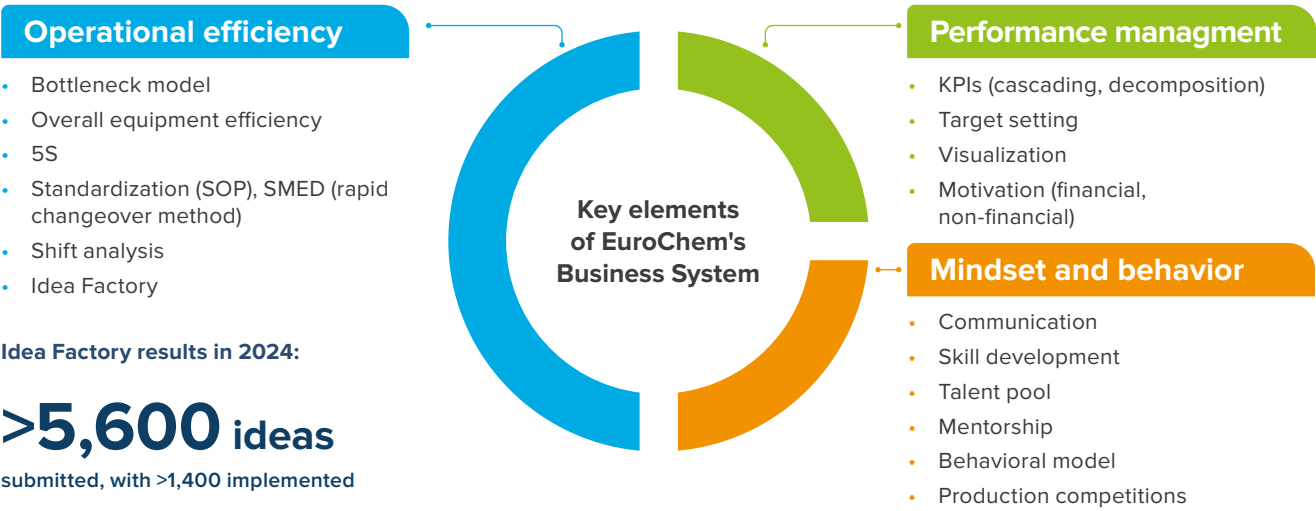 Operational efficiency
• Bottleneck model
• Overall equipment efficiency
• 5S
• Standardization (SOP), SMED (rapid
changeover method)
• Shift analysis
• Idea Factory
Idea Factory results in 2024:
>5,600 ideas
submitted, with >1,400 implemented
Key elements
of EuroChem's
Business System
Performance managment
• KPIs (cascading, decomposition)
• Target setting
• Visualization
• Motivation (financial,
non-financial)
Mindset and behavior
• Communication
• Skill development
• Talent pool
• Mentorship
• Behavioral model
• Production competitions